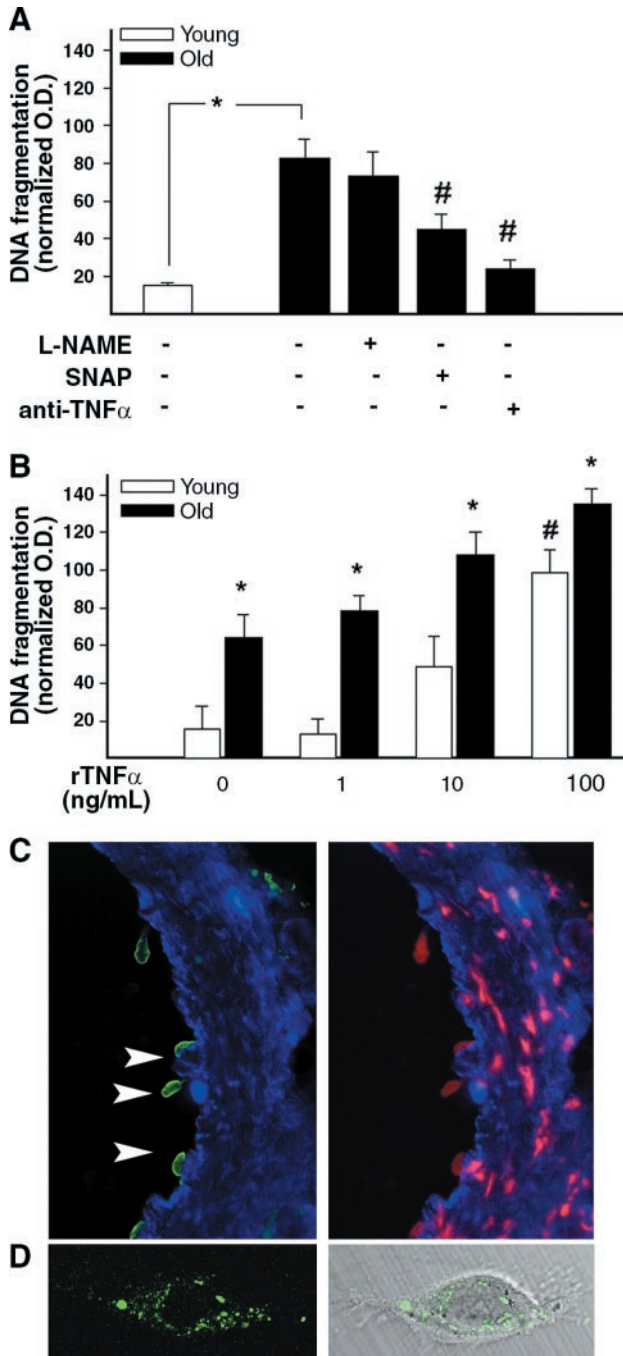 A
Young
Old
140
120
100
80
60
40
20
DNA fragmentation
(normalized O.D.)
*
#
#
L-NAME - - + - -
SNAP - - - + -
anti-TNFα - - - - +
B
Young
Old
140
120
100
80
60
40
20
DNA fragmentation
(normalized O.D.)
*
*
*
#
*
rTNFα
(ng/mL)
0 1 10 100
C
D